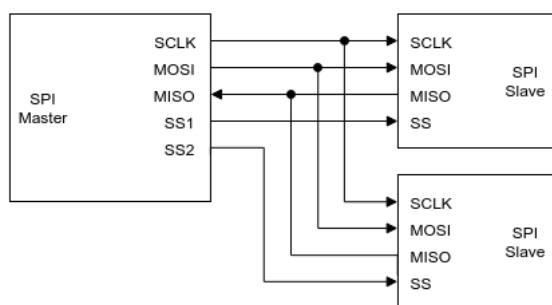 SPI
Master
SCLK
MOSI
MISO
SS1
SS2
SCLK
MOSI
MISO
SS
SPI
Slave
SCLK
MOSI
MISO
SS
SPI
Slave